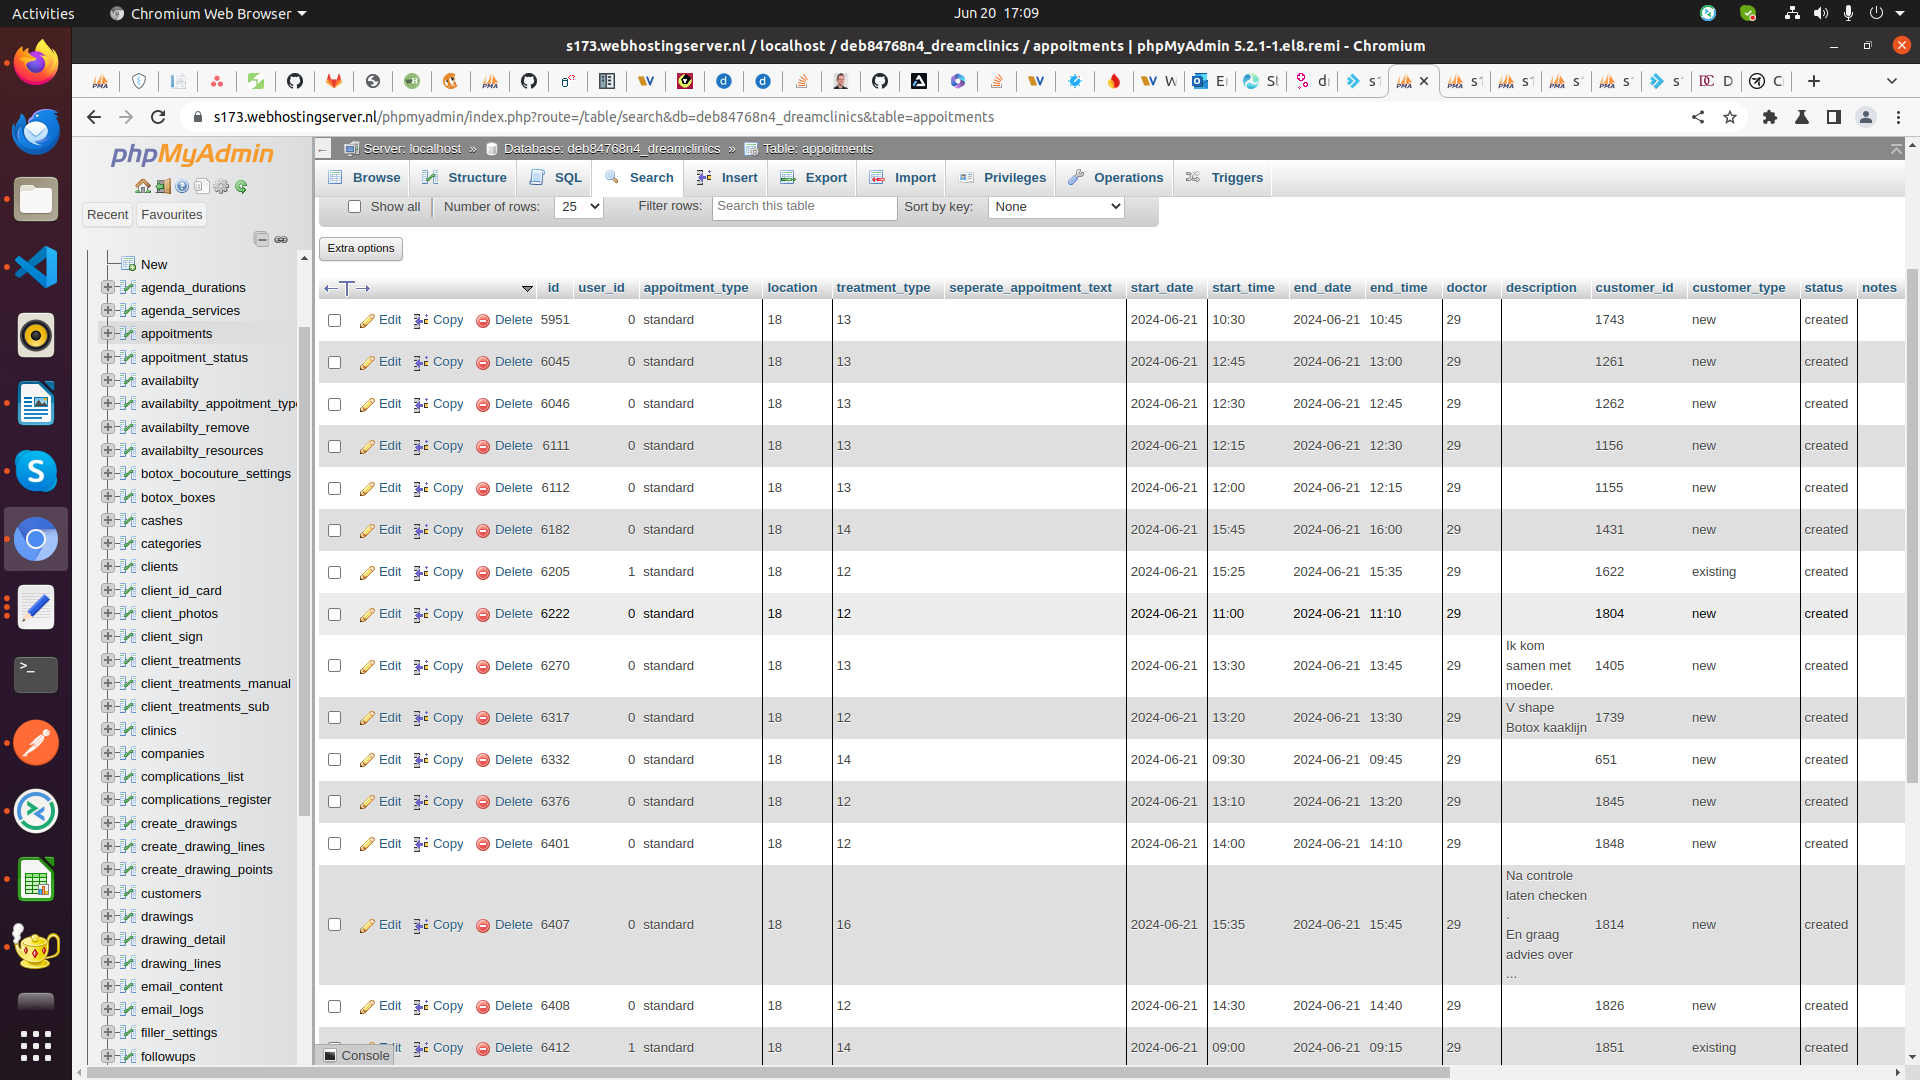 Activities
Chromium Web Browser
Jun 20 17:09
s173.webhostingserver.nl / localhost / deb84768n4_dreamclinics / appoitments | phpMyAdmin 5.2.1-1.el8.remi - Chromium
s173.webhostingserver.nl/phpmyadmin/index.php?route=/table/search&db=deb84768n4_dreamclinics&table=appoitments
phpMyAdmin
Recent
Favourites
New
agenda_durations
agenda_services
appoitments
appoitment_status
availabilty
availabilty_appoitment_type
availabilty_remove
availabilty_resources
botox_bocouture_settings
botox_boxes
cashes
categories
clients
client_id_card
client_photos
client_sign
client_treatments
client_treatments_manual
client_treatments_sub
clinics
companies
complications_list
complications_register
create_drawings
create_drawing_lines
create_drawing_points
customers
drawings
drawing_detail
drawing_lines
email_content
email_logs
filler_settings
followups
Server: localhost » Database: deb84768n4_dreamclinics » Table: appoitments
Browse Structure SQL Search Insert Export Import Privileges Operations Triggers
Show all Number of rows: 25 Filter rows: Search this table Sort by key: None
Extra options
id user_id appoitment_type location treatment_type seperate_appoitment_text start_date start_time end_date end_time doctor description customer_id customer_type status notes
Edit Copy Delete 5951 0 standard 18 13 2024-06-21 10:30 2024-06-21 10:45 29 1743 new created
Edit Copy Delete 6045 0 standard 18 13 2024-06-21 12:45 2024-06-21 13:00 29 1261 new created
Edit Copy Delete 6046 0 standard 18 13 2024-06-21 12:30 2024-06-21 12:45 29 1262 new created
Edit Copy Delete 6111 0 standard 18 13 2024-06-21 12:15 2024-06-21 12:30 29 1156 new created
Edit Copy Delete 6112 0 standard 18 13 2024-06-21 12:00 2024-06-21 12:15 29 1155 new created
Edit Copy Delete 6182 0 standard 18 14 2024-06-21 15:45 2024-06-21 16:00 29 1431 new created
Edit Copy Delete 6205 1 standard 18 12 2024-06-21 15:25 2024-06-21 15:35 29 1622 existing created
Edit Copy Delete 6222 0 standard 18 12 2024-06-21 11:00 2024-06-21 11:10 29 1804 new created
Edit Copy Delete 6270 0 standard 18 13 2024-06-21 13:30 2024-06-21 13:45 29 Ik kom samen met moeder. 1405 new created
Edit Copy Delete 6317 0 standard 18 12 2024-06-21 13:20 2024-06-21 13:30 29 V shape Botox kaaklijn 1739 new created
Edit Copy Delete 6332 0 standard 18 14 2024-06-21 09:30 2024-06-21 09:45 29 651 new created
Edit Copy Delete 6376 0 standard 18 12 2024-06-21 13:10 2024-06-21 13:20 29 1845 new created
Edit Copy Delete 6401 0 standard 18 12 2024-06-21 14:00 2024-06-21 14:10 29 1848 new created
Edit Copy Delete 6407 0 standard 18 16 2024-06-21 15:35 2024-06-21 15:45 29 Na controle laten checken . En graag advies over ... 1814 new created
Edit Copy Delete 6408 0 standard 18 12 2024-06-21 14:30 2024-06-21 14:40 29 1826 new created
Copy Delete 6412 1 standard 18 14 2024-06-21 09:00 2024-06-21 09:15 29 1851 existing created
Console